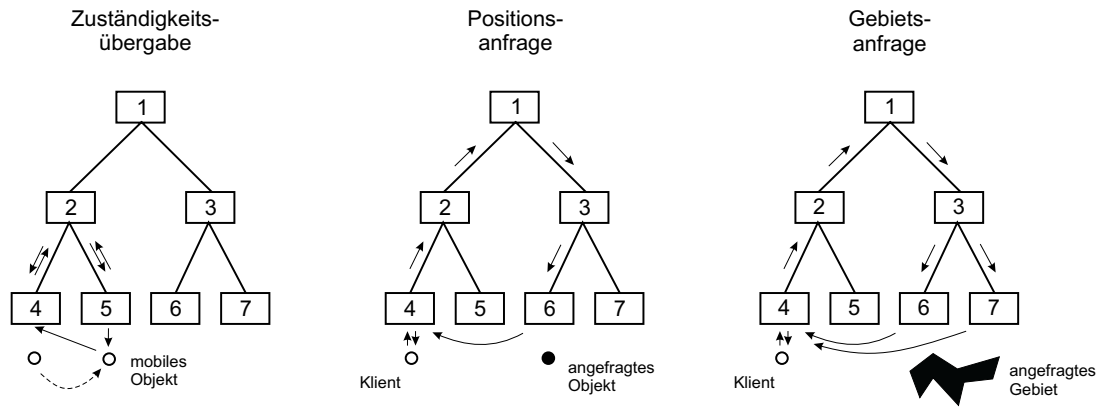 Zuständigkeits-
übergabe
1
2
3
4
5
6
7
mobiles
Objekt
Positions-
anfrage
1
2
3
4
5
6
7
Klient
angefragtes
Objekt
Gebiets-
anfrage
1
2
3
4
5
6
7
Klient
angefragtes
Gebiet